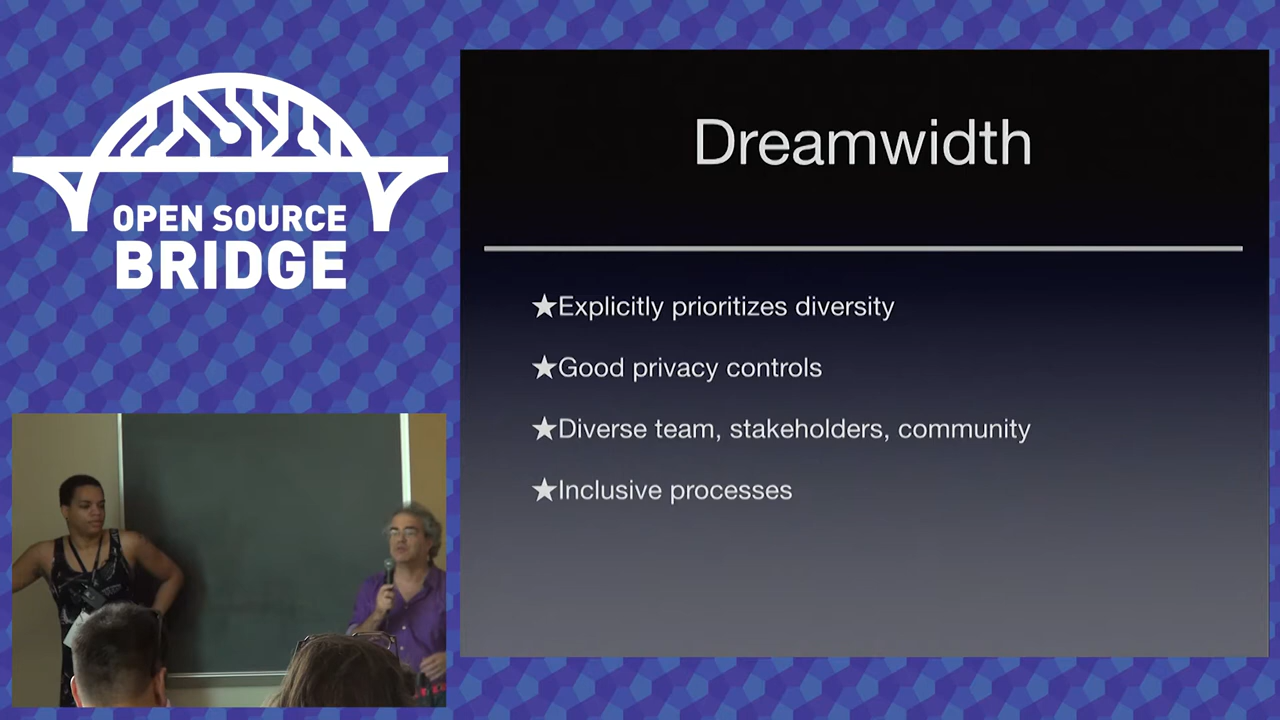 OPEN SOURCE
BRIDGE
Dreamwidth
★Explicitly prioritizes diversity
★Good privacy controls
★Diverse team, stakeholders, community
★Inclusive processes